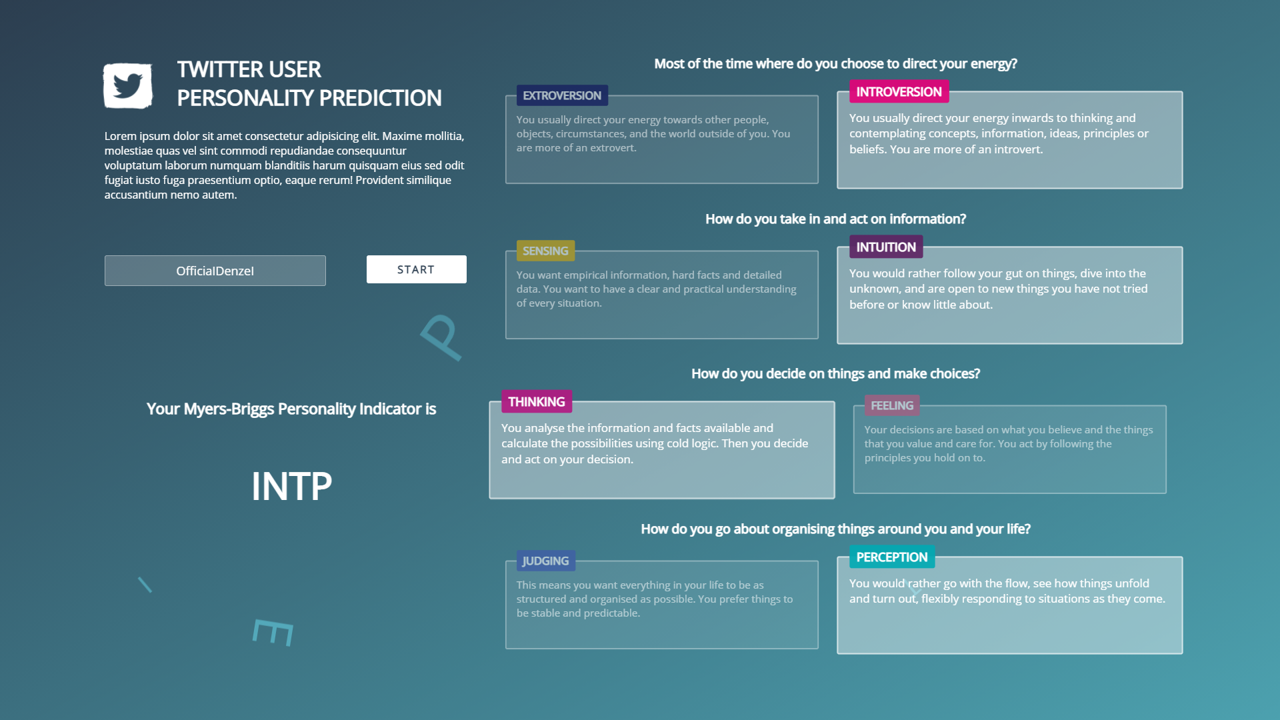 TWITTER USER
PERSONALITY PREDICTION
Lorem ipsum dolor sit amet consectetur adipisicing elit. Maxime mollitia,
molestiae quas vel sint commodi repudiandae consequuntur
voluptatum laborum numquam blanditiis harum quisquam eius sed odit
fugiat iusto fuga praesentium optio, eaque rerum! Provident similique
accusantium nemo autem.
OfficialDenzel
START
P
Your Myers-Briggs Personality Indicator is
INTP
I
E
Most of the time where do you choose to direct your energy?
EXTROVERSION
You usually direct your energy towards other people,
objects, circumstances, and the world outside of you. You
are more of an extrovert.
INTROVERSION
You usually direct your energy inwards to thinking and
contemplating concepts, information, ideas, principles or
beliefs. You are more of an introvert.
How do you take in and act on information?
SENSING
You want empirical information, hard facts and detailed
data. You want to have a clear and practical understanding
of every situation.
INTUITION
You would rather follow your gut on things, dive into the
unknown, and are open to new things you have not tried
before or know little about.
How do you decide on things and make choices?
THINKING
You analyse the information and facts available and
calculate the possibilities using cold logic. Then you decide
and act on your decision.
FEELING
Your decisions are based on what you believe and the things
that you value and care for. You act by following the
principles you hold on to.
How do you go about organising things around you and your life?
JUDGING
This means you want everything in your life to be as
structured and organised as possible. You prefer things to
be stable and predictable.
PERCEPTION
You would rather go with the flow, see how things unfold
and turn out, flexibly responding to situations as they come.